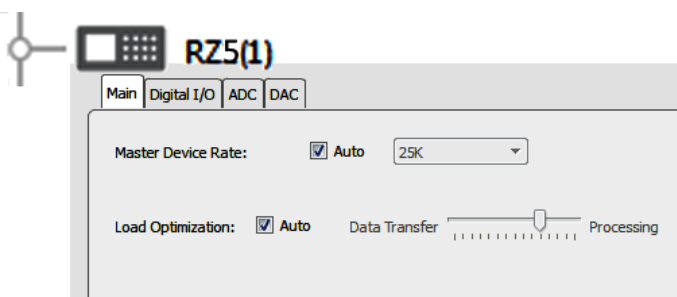 RZ5(1)
Main Digital I/O ADC DAC
Master Device Rate: Auto 25K
Load Optimization: Auto Data Transfer Processing